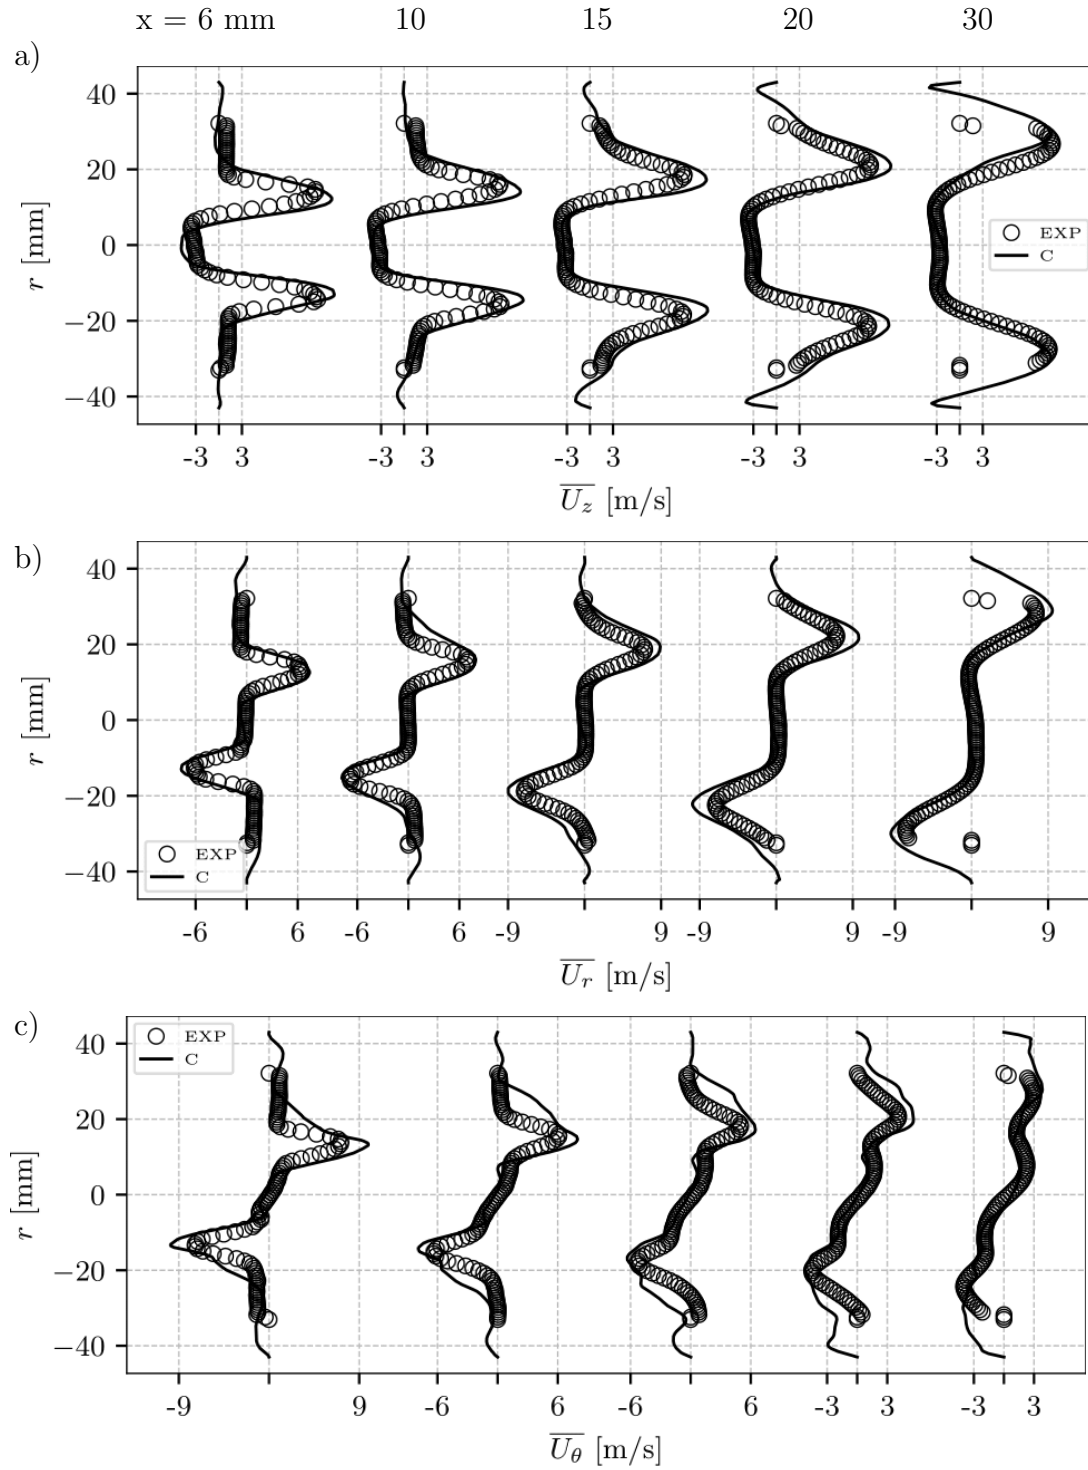 x = 6 mm 10 15 20 30
a)
40
20
0
−20
−40
r [mm]
EXP
C
-3 3 -3 3 -3 3 -3 3 -3 3
U_z [m/s]
b)
40
20
0
−20
−40
r [mm]
EXP
C
-6 6 -6 6 -9 9 -9 9 -9 9
U_r [m/s]
c)
EXP
C
40
20
0
−20
−40
r [mm]
-9 9 -6 6 -6 6 -3 3 -3 3
U_θ [m/s]